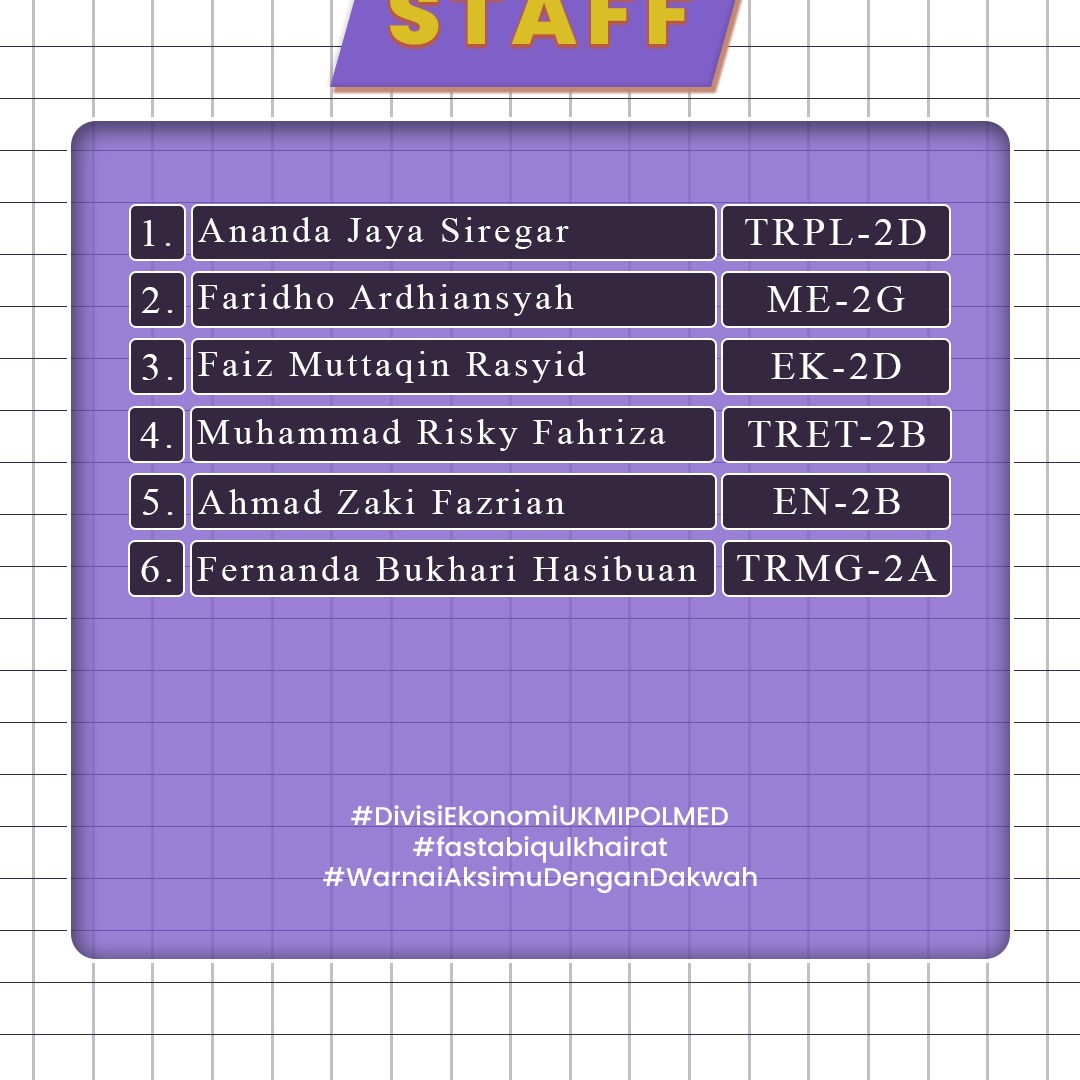 STAFF
1. Ananda Jaya Siregar TRPL-2D
2. Faridho Ardhiansyah ME-2G
3. Faiz Muttaqin Rasyid EK-2D
4. Muhammad Risky Fahriza TRET-2B
5. Ahmad Zaki Fazrian EN-2B
6. Fernanda Bukhari Hasibuan TRMG-2A
#DivisiEkonomiUKMIPOLMED
#fastabiqulkhairat
#WarnaiAksimuDenganDakwah